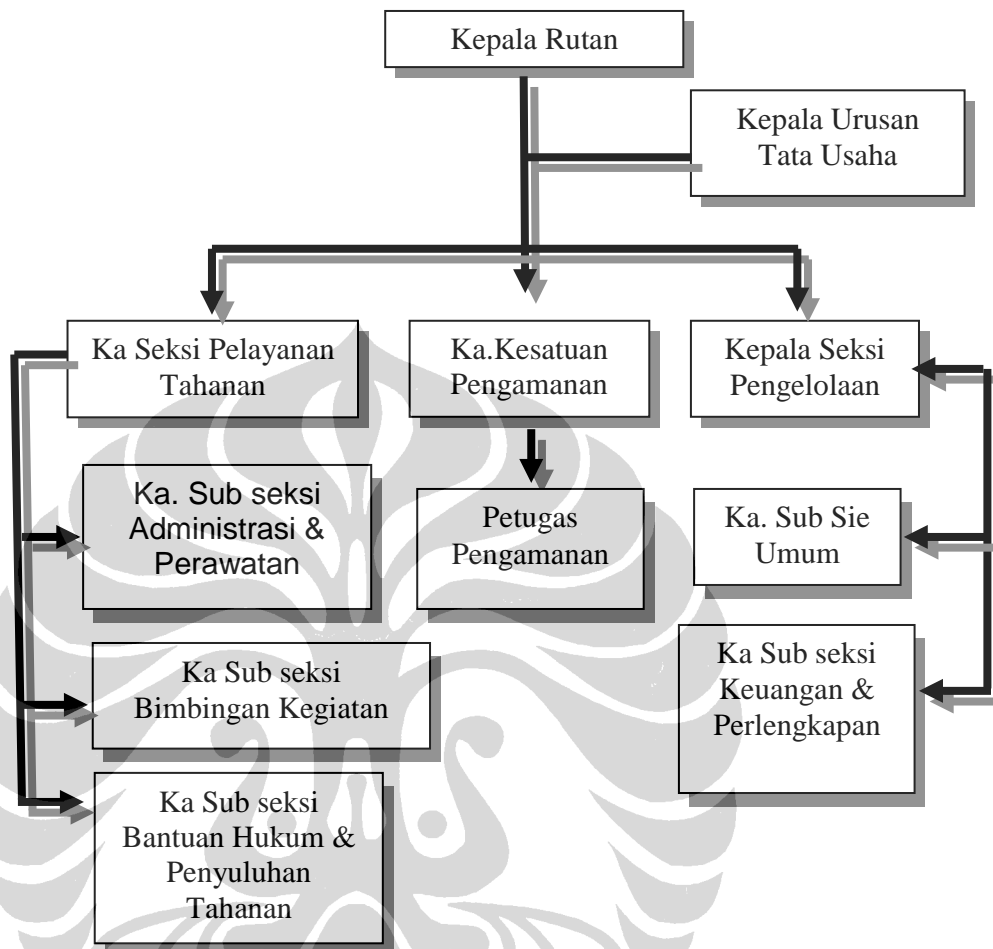 Kepala Rutan
Kepala Urusan
Tata Usaha
Ka Seksi Pelayanan
Tahanan
Ka.Kesatuan
Pengamanan
Kepala Seksi
Pengelolaan
Ka. Sub seksi
Administrasi &
Perawatan
Petugas
Pengamanan
Ka. Sub Sie
Umum
Ka Sub seksi
Bimbingan Kegiatan
Ka Sub seksi
Keuangan &
Perlengkapan
Ka Sub seksi
Bantuan Hukum &
Penyuluhan
Tahanan